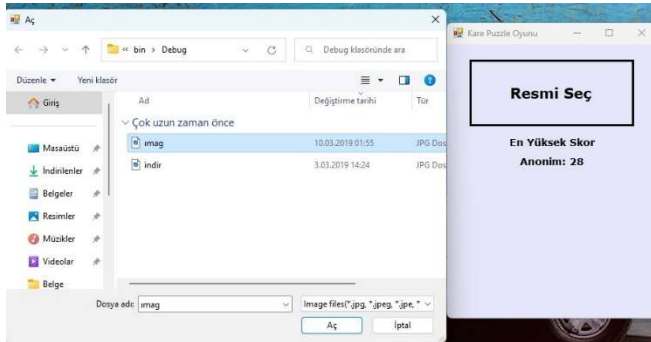 Aç
bin > Debug
Debug klasöründe ara
Düzenle
Yeni klasör
Giriş
Masaüstü
İndirilenler
Belgeler
Resimler
Müzikler
Videolar
Belge
Ad
Değiştirme tarihi
Tür
Çok uzun zaman önce
ımag
10.03.2019 01:55
JPG Dos
indir
3.03.2019 14:24
JPG Dos
Dosya adı:
ımag
Image files(*.jpg, *.jpeg, *.jpe, *
Aç
İptal
Kare Puzzle Oyunu
Resmi Seç
En Yüksek Skor
Anonim: 28